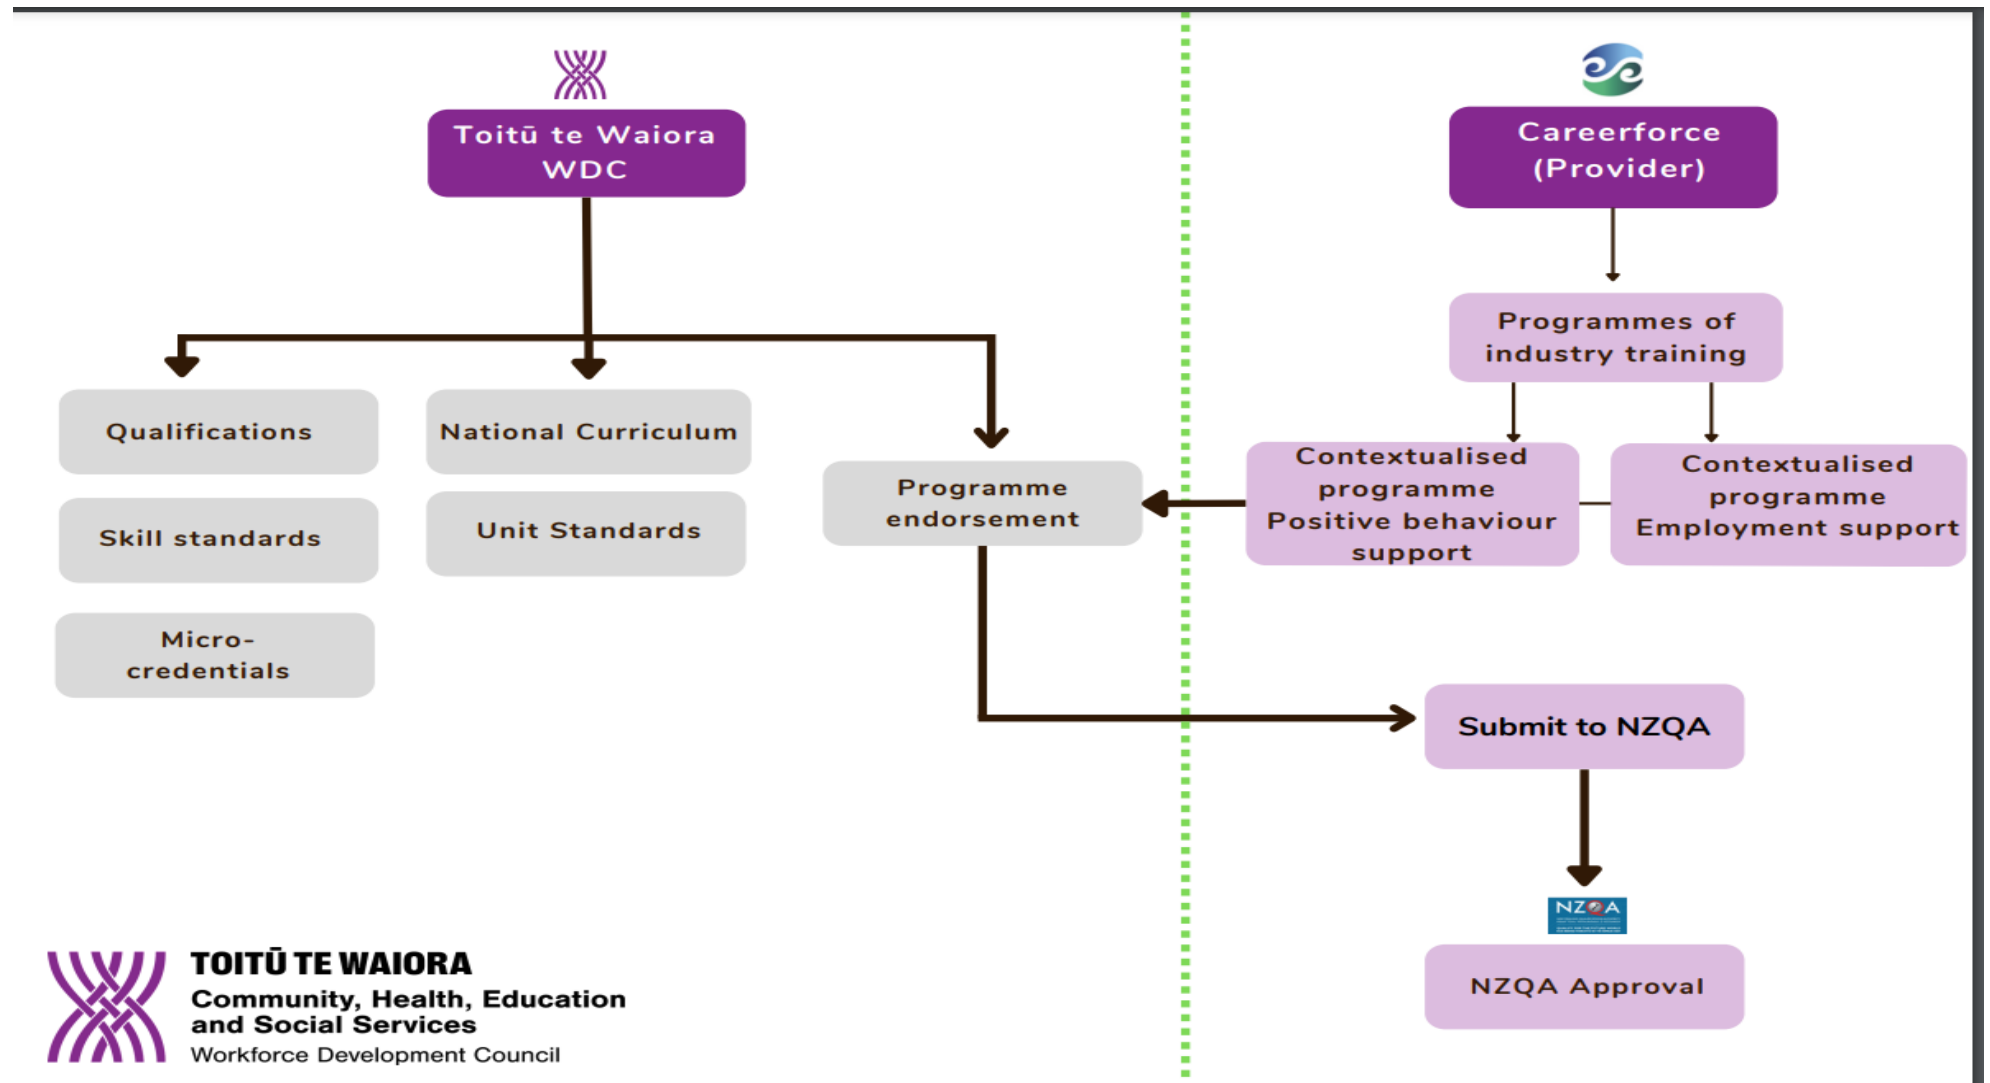 Toitū te Waiora
WDC
Careerforce
(Provider)
Programmes of
industry training
Qualifications
National Curriculum
Programme
endorsement
Contextualised
programme
Positive behaviour
support
Contextualised
programme
Employment support
Skill standards
Unit Standards
Micro-
credentials
Submit to NZQA
NZQA
NZQA Approval
TOITŪ TE WAIORA
Community, Health, Education
and Social Services
Workforce Development Council